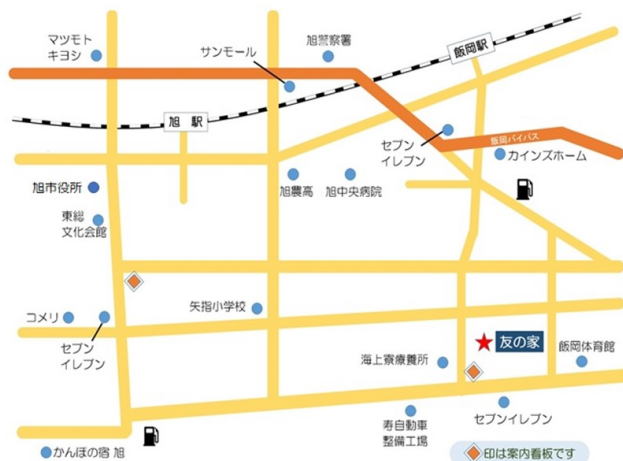 マツモト
キヨシ
サンモール
旭警察署
飯岡駅
旭 駅
セブン
イレブン
飯岡バイパス
カインズホーム
旭市役所
旭農高
旭中央病院
東総
文化会館
コメリ
セブン
イレブン
矢指小学校
友の家
海上寮療養所
飯岡体育館
セブンイレブン
寿自動車
整備工場
かんぽの宿 旭
印は案内看板です